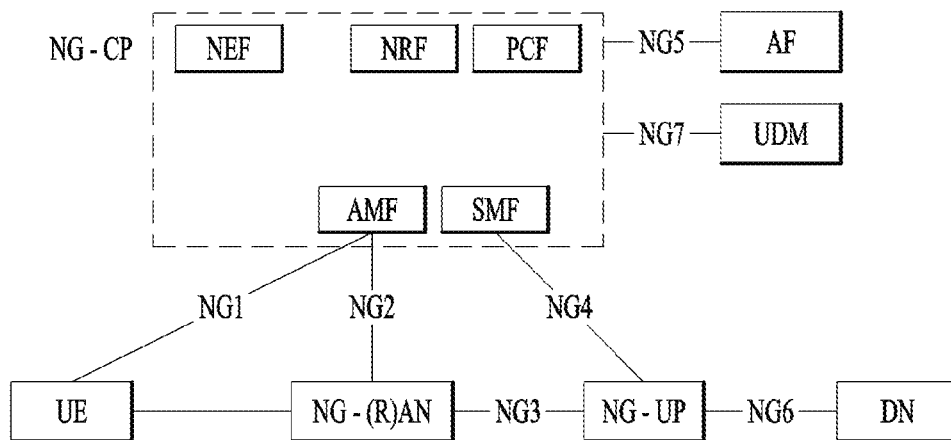 NG - CP
NEF
NRF
PCF
NG5
AF
NG7
UDM
AMF
SMF
NG1
NG2
NG4
UE
NG - (R)AN
NG3
NG - UP
NG6
DN